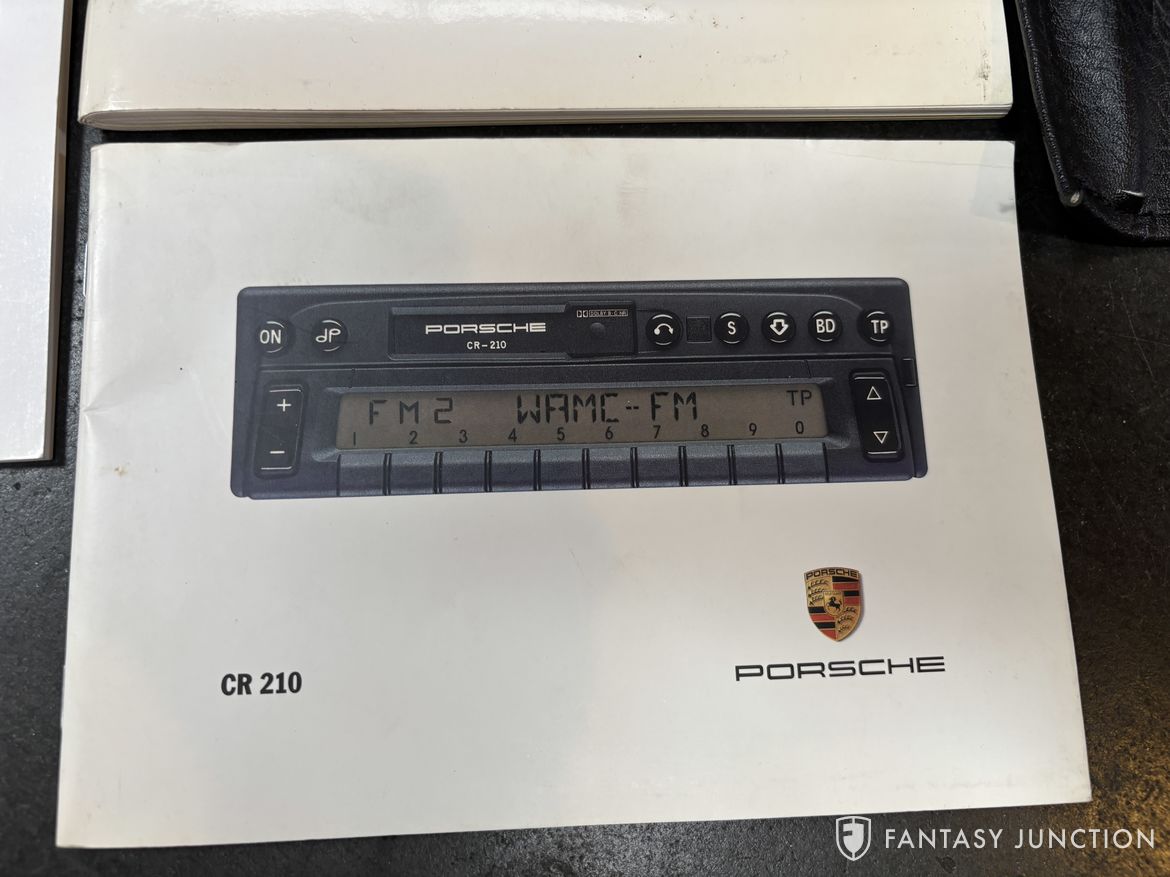 DOLBY B·C NR
ON PORSCHE S BD TP
CR-210
+
FM2 WAMC--FM TP
1 2 3 4 5 6 7 8 9 0
−
PORSCHE
PORSCHE
CR 210
FANTASY JUNCTION